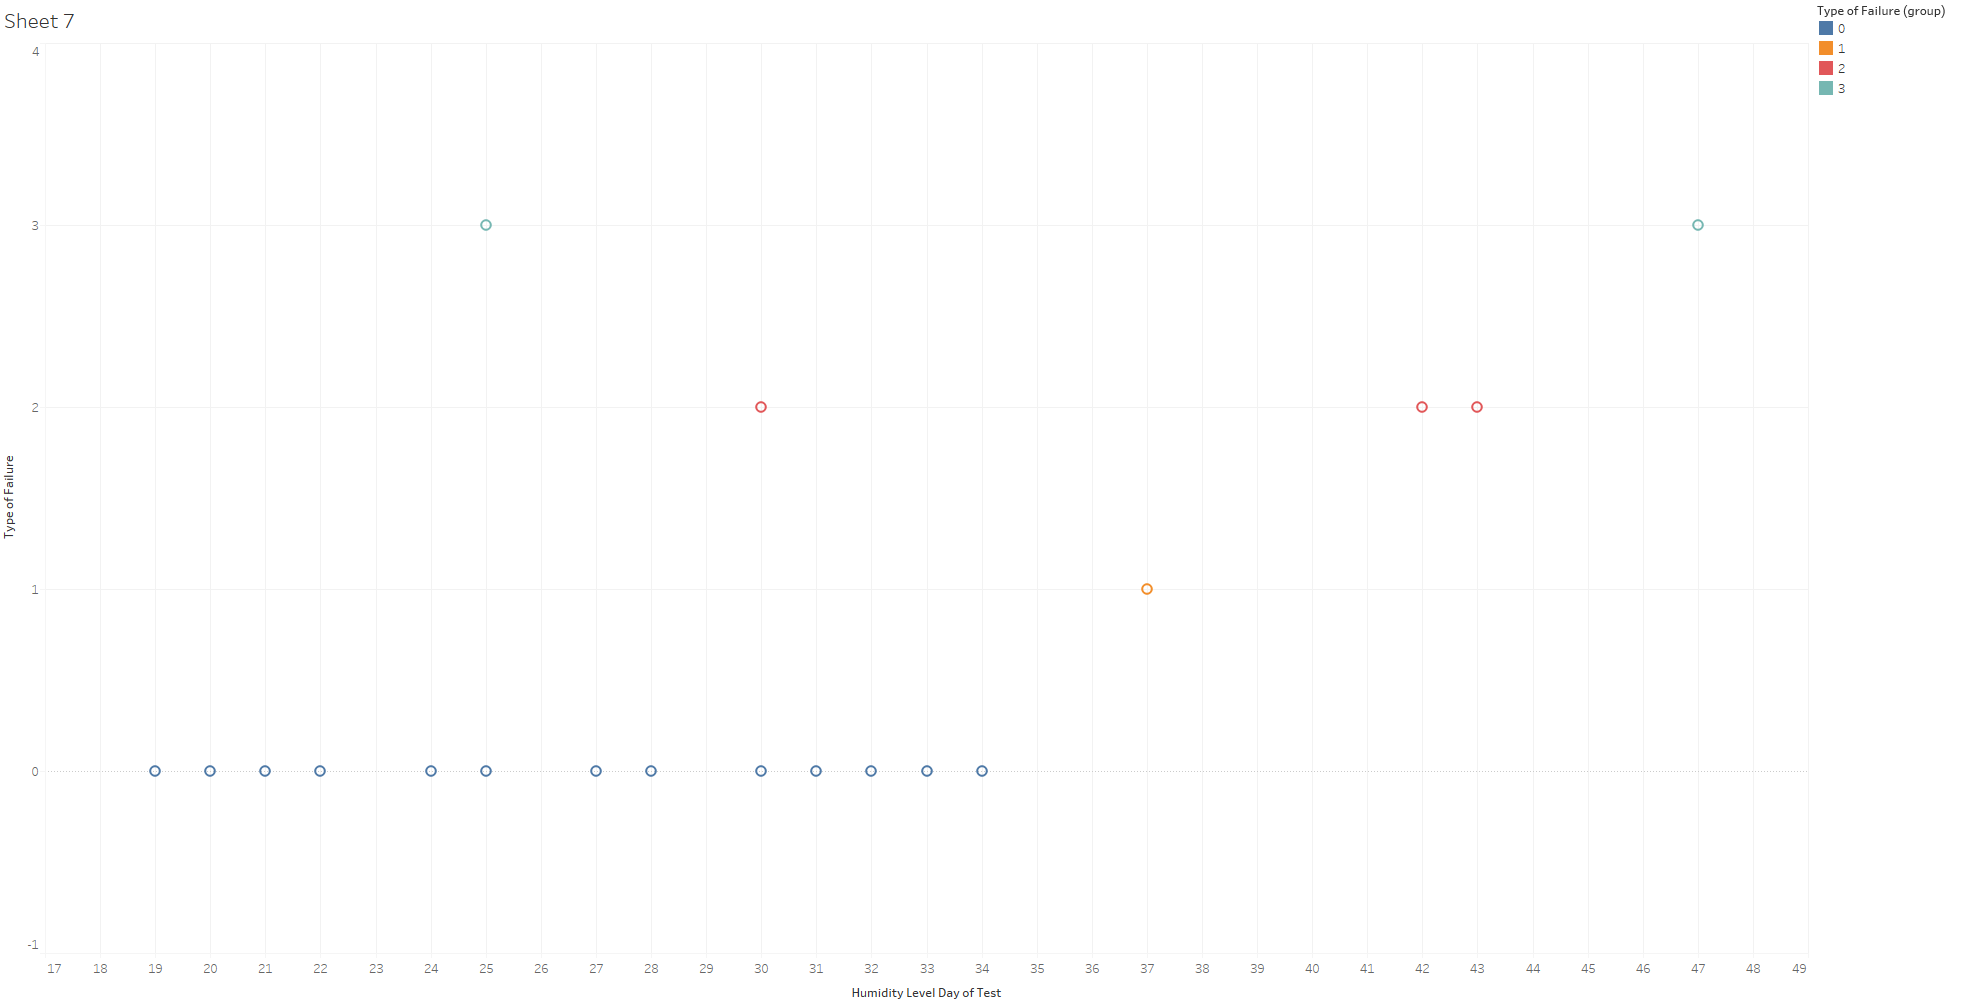 Sheet 7
Type of Failure (group)
0
1
2
3
4
3
2
1
0
-1
Type of Failure
17 18 19 20 21 22 23 24 25 26 27 28 29 30 31 32 33 34 35 36 37 38 39 40 41 42 43 44 45 46 47 48 49
Humidity Level Day of Test